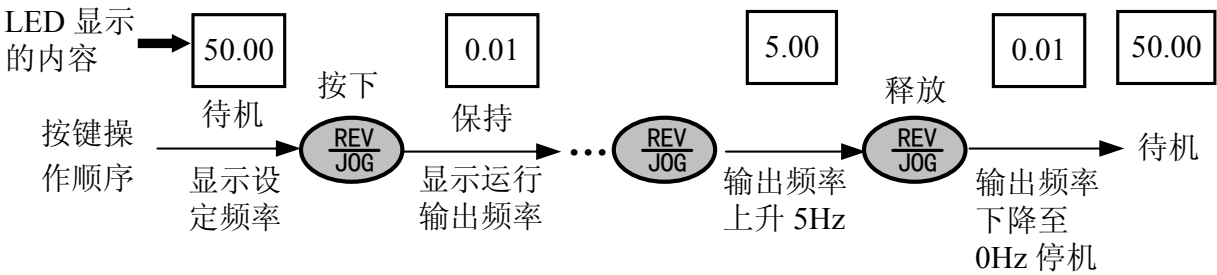 LED 显示
的内容
50.00
0.01
5.00
0.01
50.00
待机
按下
保持
释放
按键操
作顺序
REV
JOG
...
REV
JOG
REV
JOG
待机
显示设
定频率
显示运行
输出频率
输出频率
上升 5Hz
输出频率
下降至
0Hz 停机